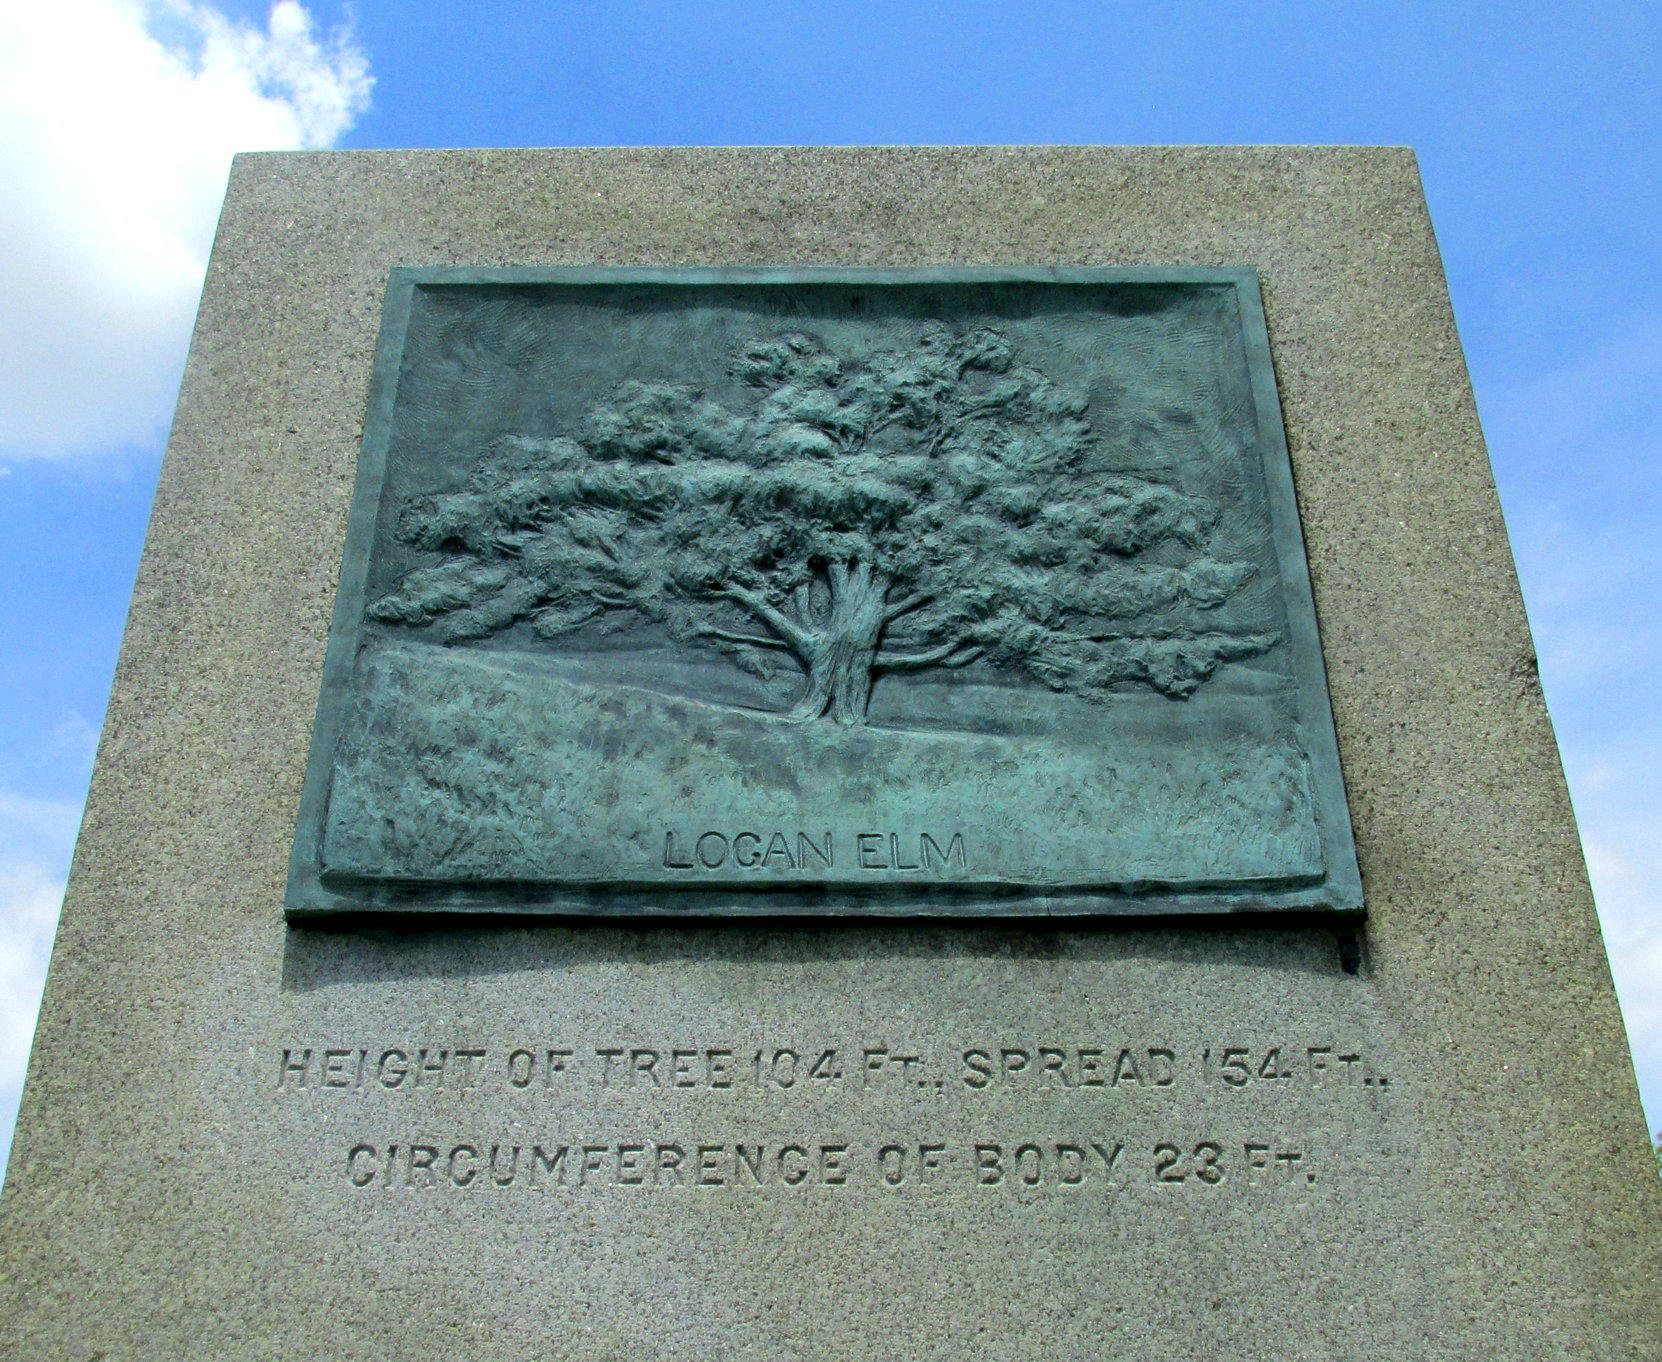 LOGAN ELM
HEIGHT OF TREE 104 FT., SPREAD 154 FT.,
CIRCUMFERENCE OF BODY 23 FT.